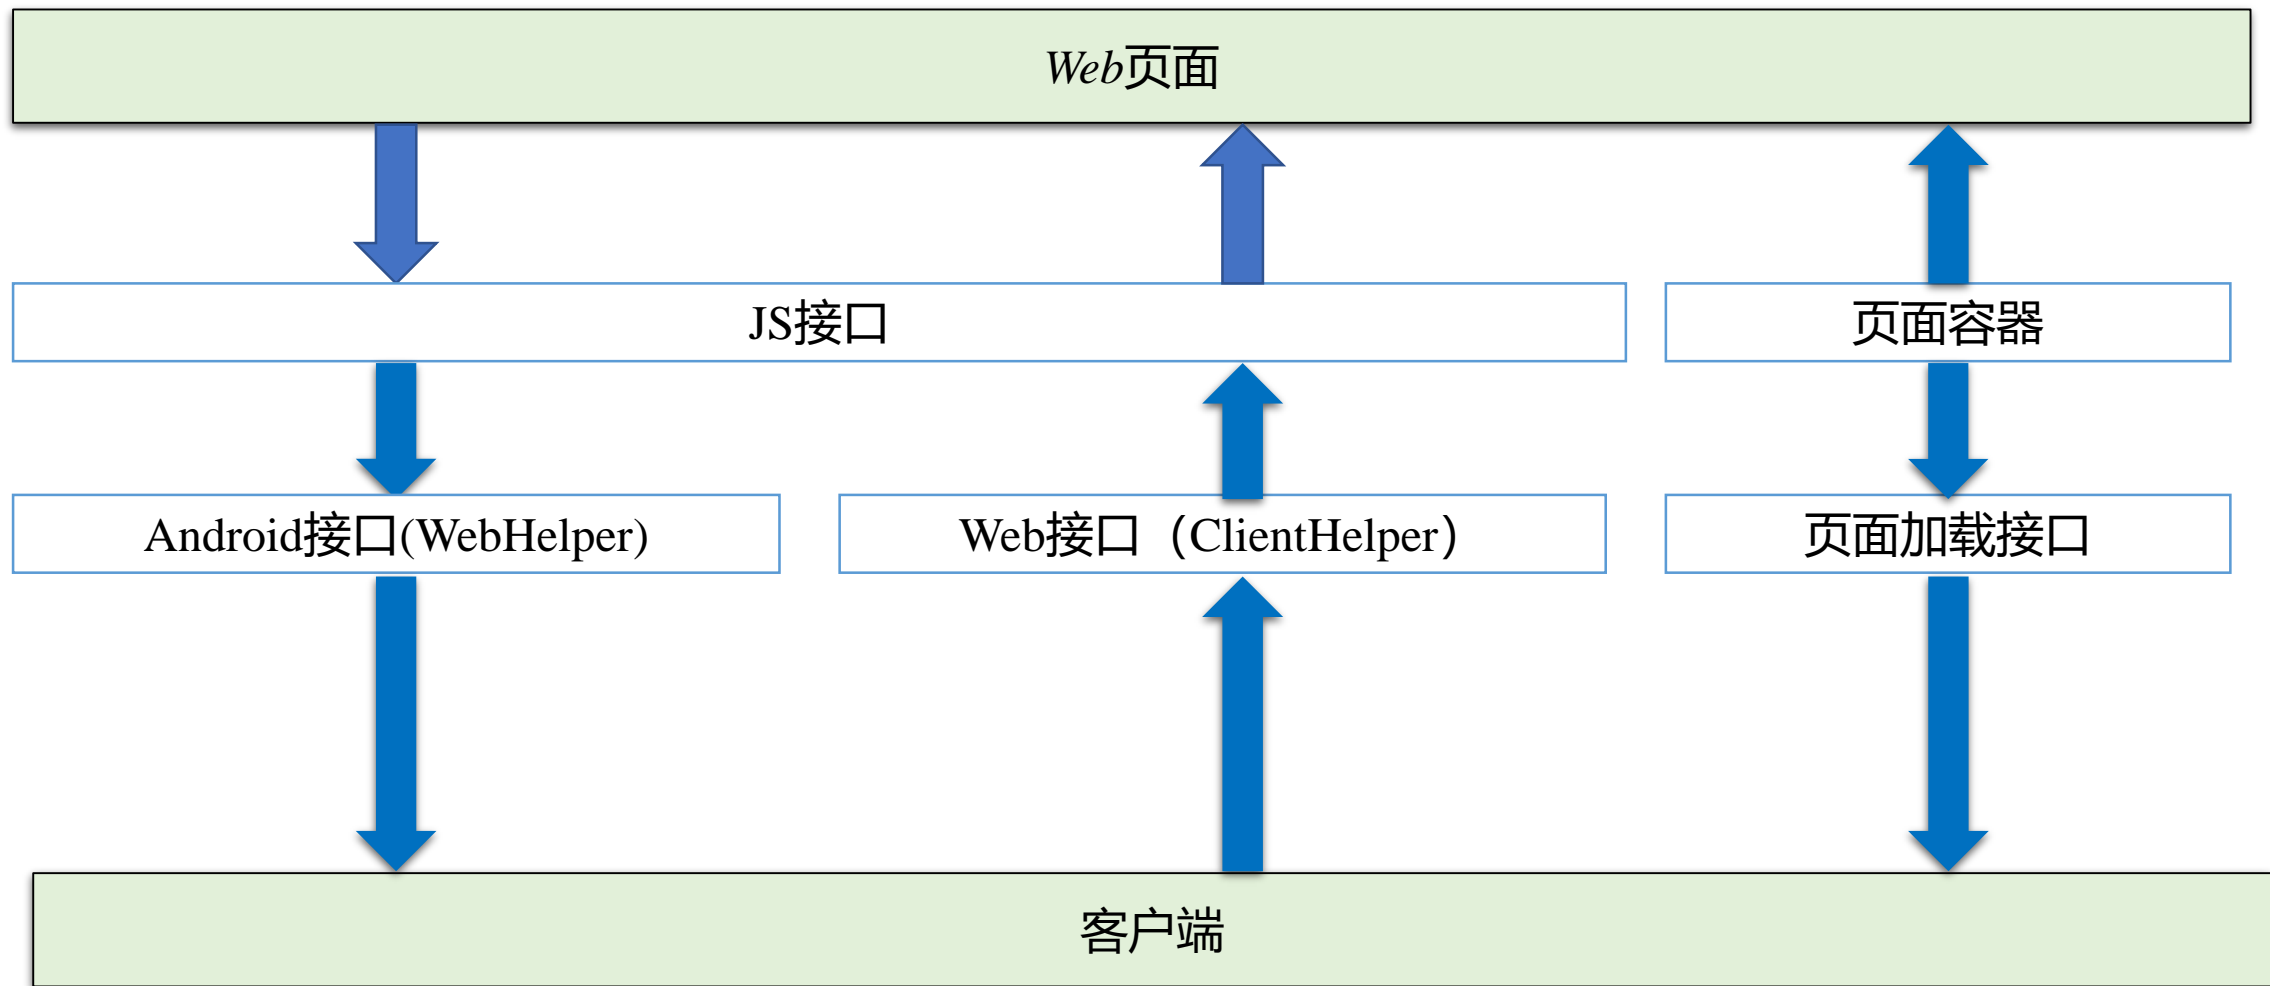 Web页面
JS接口
页面容器
Android接口(WebHelper)
Web接口（ClientHelper）
页面加载接口
客户端